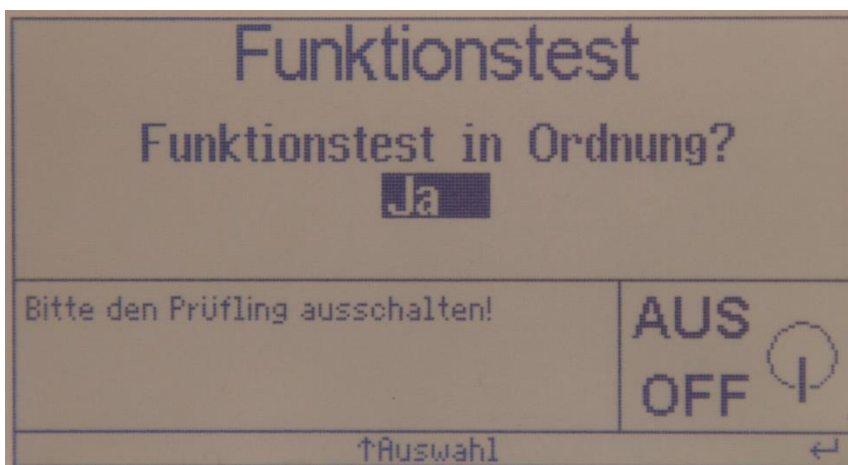 Funktionstest
Funktionstest in Ordnung?
Ja
Bitte den Prüfling ausschalten!
AUS
OFF
↑Auswahl ↵